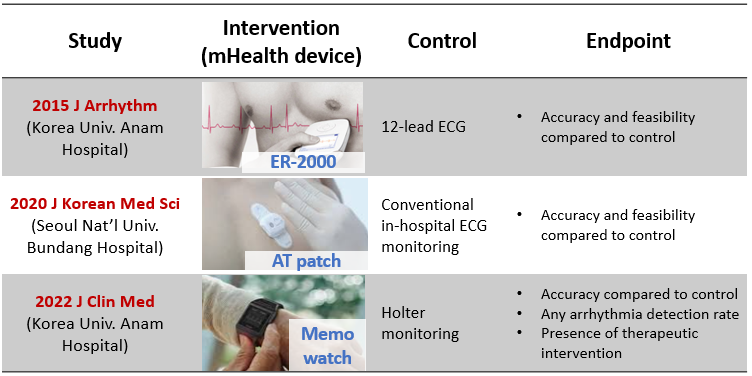 Study
Intervention
(mHealth device)
Control
Endpoint
2015 J Arrhythm
(Korea Univ. Anam
Hospital)
ER-2000
12-lead ECG
• Accuracy and feasibility
compared to control
2020 J Korean Med Sci
(Seoul Nat’l Univ.
Bundang Hospital)
AT patch
Conventional
in-hospital ECG
monitoring
• Accuracy and feasibility
compared to control
2022 J Clin Med
(Korea Univ. Anam
Hospital)
Memo
watch
Holter
monitoring
• Accuracy compared to control
• Any arrhythmia detection rate
• Presence of therapeutic
intervention